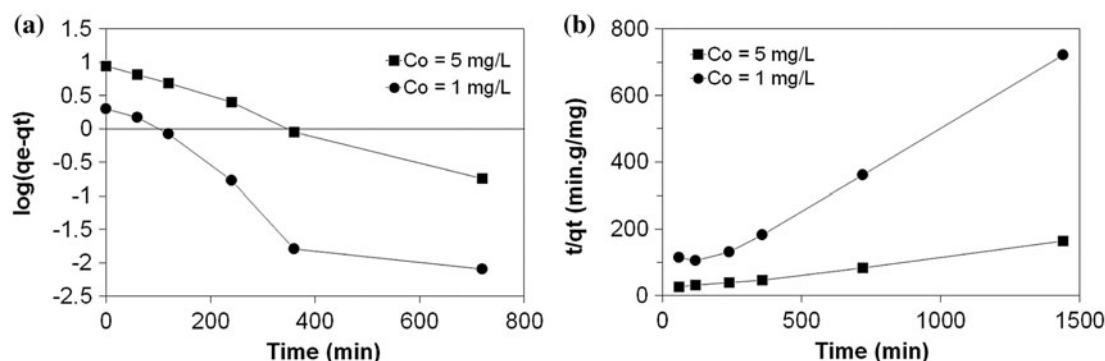 (a)
1.5
1
0.5
0
-0.5
-1
-1.5
-2
-2.5
log(qe-qt)
Co = 5 mg/L
Co = 1 mg/L
0 200 400 600 800
Time (min)
(b)
800
600
400
200
0
t/qt (min.g/mg)
Co = 5 mg/L
Co = 1 mg/L
0 500 1000 1500
Time (min)